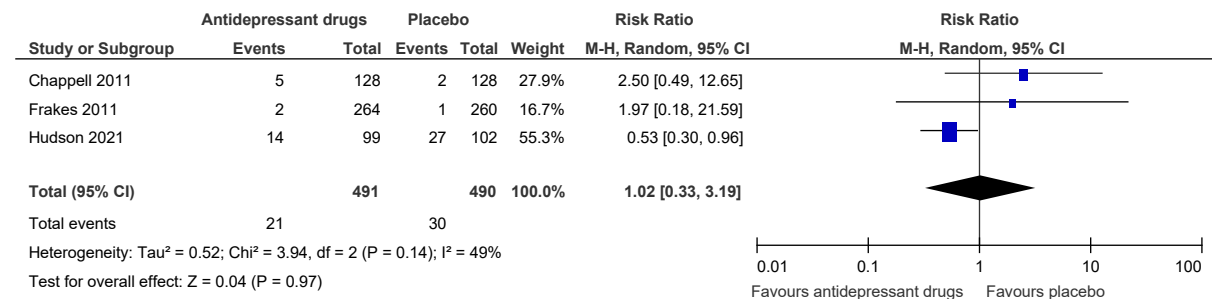 Antidepressant drugs Placebo Risk Ratio Risk Ratio
Study or Subgroup Events Total Events Total Weight M-H, Random, 95% CI M-H, Random, 95% CI
Chappell 2011 5 128 2 128 27.9% 2.50 [0.49, 12.65]
Frakes 2011 2 264 1 260 16.7% 1.97 [0.18, 21.59]
Hudson 2021 14 99 27 102 55.3% 0.53 [0.30, 0.96]
Total (95% CI) 491 490 100.0% 1.02 [0.33, 3.19]
Total events 21 30
Heterogeneity: Tau² = 0.52; Chi² = 3.94, df = 2 (P = 0.14); I² = 49%
Test for overall effect: Z = 0.04 (P = 0.97)
0.01 0.1 1 10 100
Favours antidepressant drugs Favours placebo